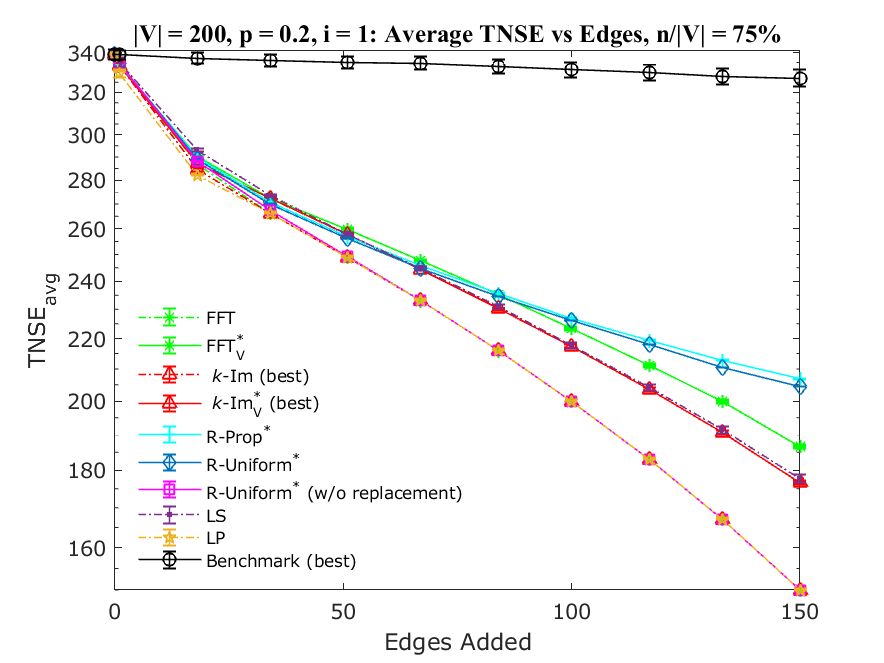 |V| = 200, p = 0.2, i = 1: Average TNSE vs Edges, n/|V| = 75%
340
320
300
280
260
240
220
200
180
160
TNSE_avg
FFT
FFT*_V
k-Im (best)
k-Im*_V (best)
R-Prop*
R-Uniform*
R-Uniform* (w/o replacement)
LS
LP
Benchmark (best)
0 50 100 150
Edges Added